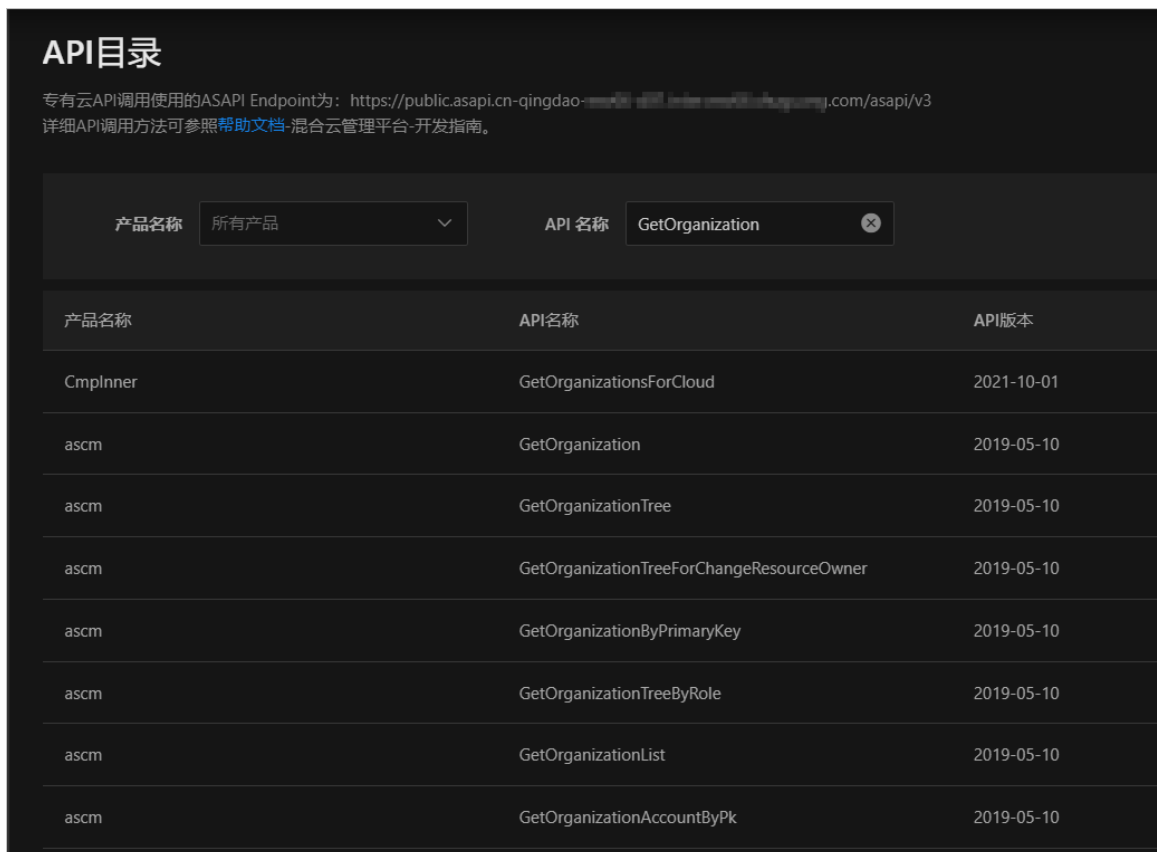 API目录
专有云API调用使用的ASAPI Endpoint为：https://public.asapi.cn-qingdao- .com/asapi/v3
详细API调用方法可参照帮助文档-混合云管理平台-开发指南。
产品名称 所有产品 API 名称 GetOrganization
产品名称 API名称 API版本
CmpInner GetOrganizationsForCloud 2021-10-01
ascm GetOrganization 2019-05-10
ascm GetOrganizationTree 2019-05-10
ascm GetOrganizationTreeForChangeResourceOwner 2019-05-10
ascm GetOrganizationByPrimaryKey 2019-05-10
ascm GetOrganizationTreeByRole 2019-05-10
ascm GetOrganizationList 2019-05-10
ascm GetOrganizationAccountByPk 2019-05-10